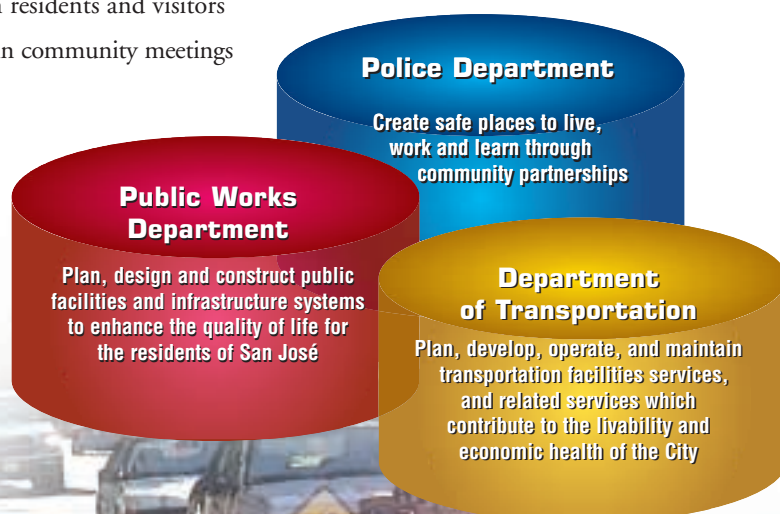 residents and visitors
in community meetings
Police Department
Create safe places to live,
work and learn through
community partnerships
Public Works
Department
Plan, design and construct public
facilities and infrastructure systems
to enhance the quality of life for
the residents of San José
Department
of Transportation
Plan, develop, operate, and maintain
transportation facilities services,
and related services which
contribute to the livability and
economic health of the City